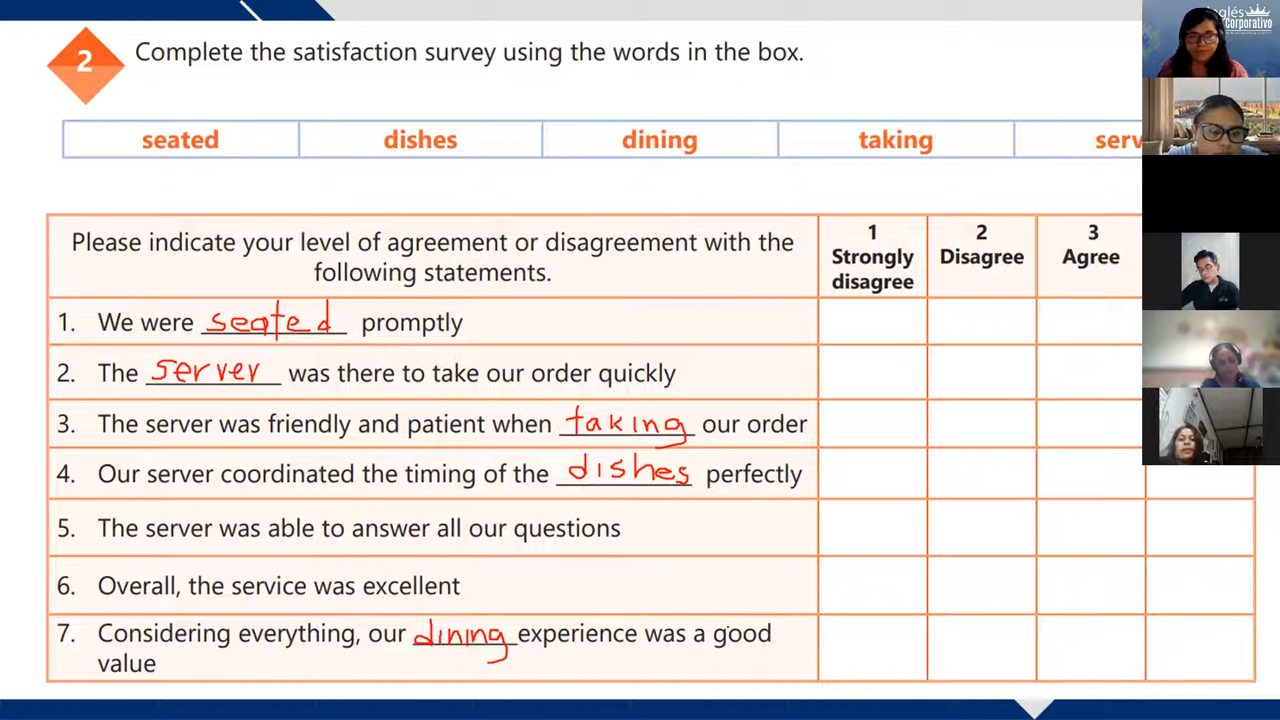 inglés
Corporativo
2 Complete the satisfaction survey using the words in the box.
seated dishes dining taking serv
Please indicate your level of agreement or disagreement with the
following statements.
1
Strongly
disagree
2
Disagree
3
Agree
1. We were seated promptly
2. The server was there to take our order quickly
3. The server was friendly and patient when taking our order
4. Our server coordinated the timing of the dishes perfectly
5. The server was able to answer all our questions
6. Overall, the service was excellent
7. Considering everything, our dining experience was a good
value